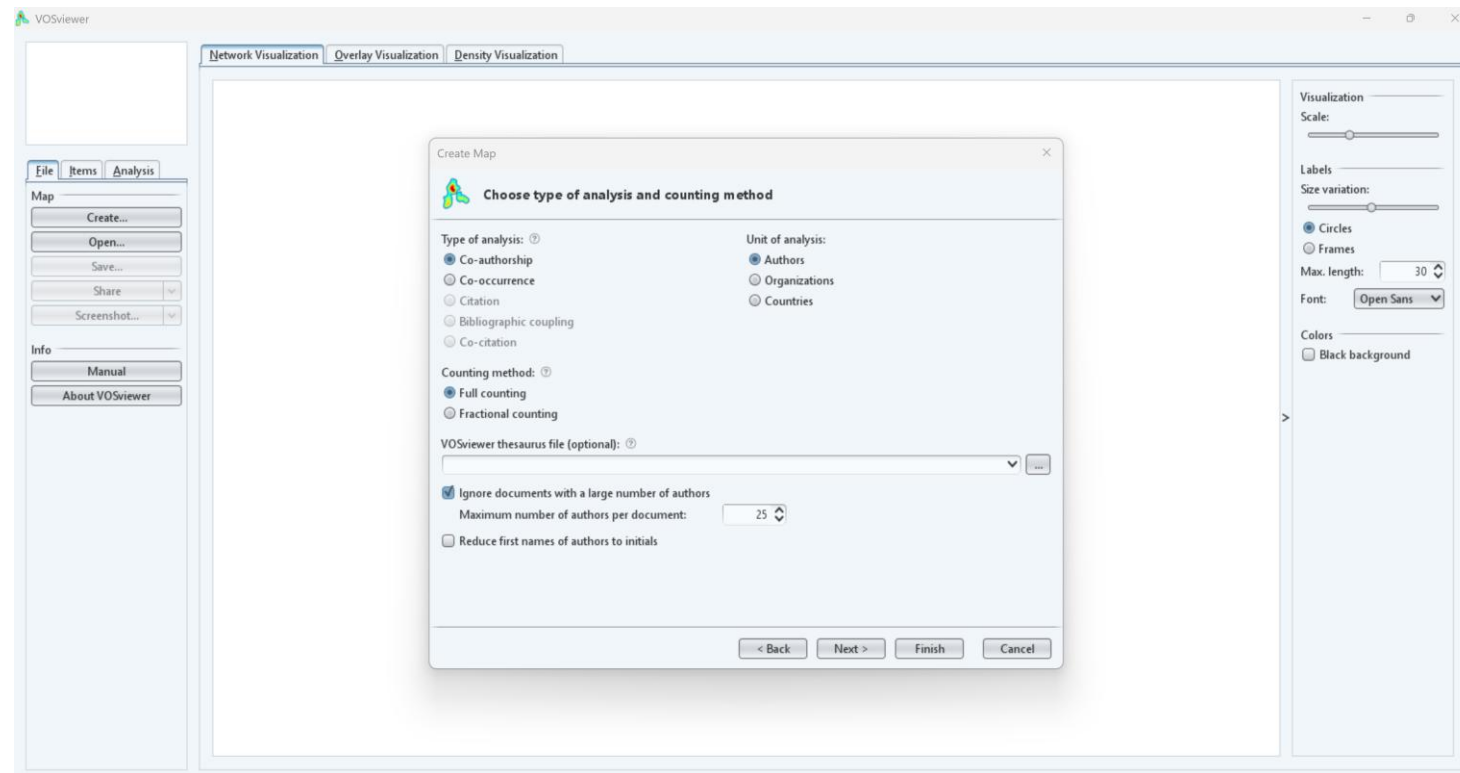 VOSviewer
Network Visualization Overlay Visualization Density Visualization
File Items Analysis
Map
Create...
Open...
Save...
Share
Screenshot...
Info
Manual
About VOSviewer
Create Map
Choose type of analysis and counting method
Type of analysis: ?
Co-authorship
Co-occurrence
Citation
Bibliographic coupling
Co-citation
Unit of analysis:
Authors
Organizations
Countries
Counting method: ?
Full counting
Fractional counting
VOSviewer thesaurus file (optional): ?
...
Ignore documents with a large number of authors
Maximum number of authors per document: 25
Reduce first names of authors to initials
< Back Next > Finish Cancel
>
Visualization
Scale:
Labels
Size variation:
Circles
Frames
Max. length: 30
Font: Open Sans
Colors
Black background